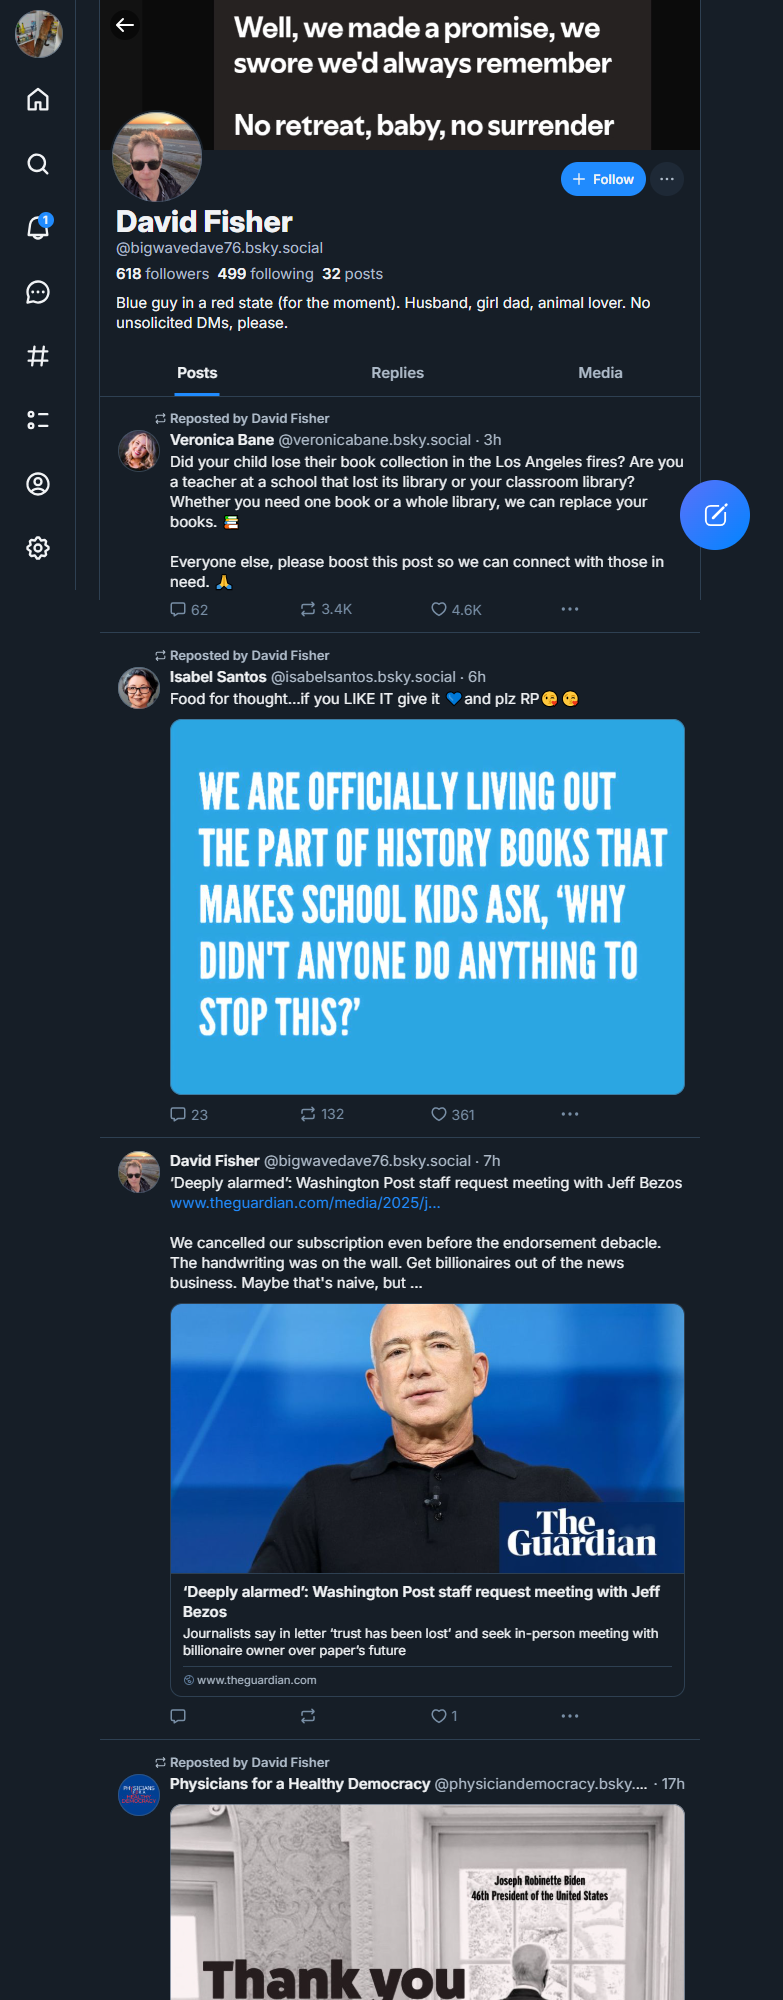 Well, we made a promise, we
swore we'd always remember
No retreat, baby, no surrender
+ Follow
1
David Fisher
@bigwavedave76.bsky.social
618 followers 499 following 32 posts
Blue guy in a red state (for the moment). Husband, girl dad, animal lover. No
unsolicited DMs, please.
Posts Replies Media
Reposted by David Fisher
Veronica Bane @veronicabane.bsky.social · 3h
Did your child lose their book collection in the Los Angeles fires? Are you
a teacher at a school that lost its library or your classroom library?
Whether you need one book or a whole library, we can replace your
books. 📚
Everyone else, please boost this post so we can connect with those in
need. 🙏
62 3.4K 4.6K
Reposted by David Fisher
Isabel Santos @isabelsantos.bsky.social · 6h
Food for thought...if you LIKE IT give it 💙and plz RP😘 😘
WE ARE OFFICIALLY LIVING OUT
THE PART OF HISTORY BOOKS THAT
MAKES SCHOOL KIDS ASK, ‘WHY
DIDN'T ANYONE DO ANYTHING TO
STOP THIS?’
23 132 361
David Fisher @bigwavedave76.bsky.social · 7h
‘Deeply alarmed’: Washington Post staff request meeting with Jeff Bezos
www.theguardian.com/media/2025/j...
We cancelled our subscription even before the endorsement debacle.
The handwriting was on the wall. Get billionaires out of the news
business. Maybe that's naive, but ...
The
Guardian
‘Deeply alarmed’: Washington Post staff request meeting with Jeff
Bezos
Journalists say in letter ‘trust has been lost’ and seek in-person meeting with
billionaire owner over paper’s future
www.theguardian.com
1
Reposted by David Fisher
Physicians for a Healthy Democracy @physiciandemocracy.bsky.... · 17h
PHYSICIANS
FOR A
HEALTHY
DEMOCRACY
Joseph Robinette Biden
46th President of the United States
Thank you